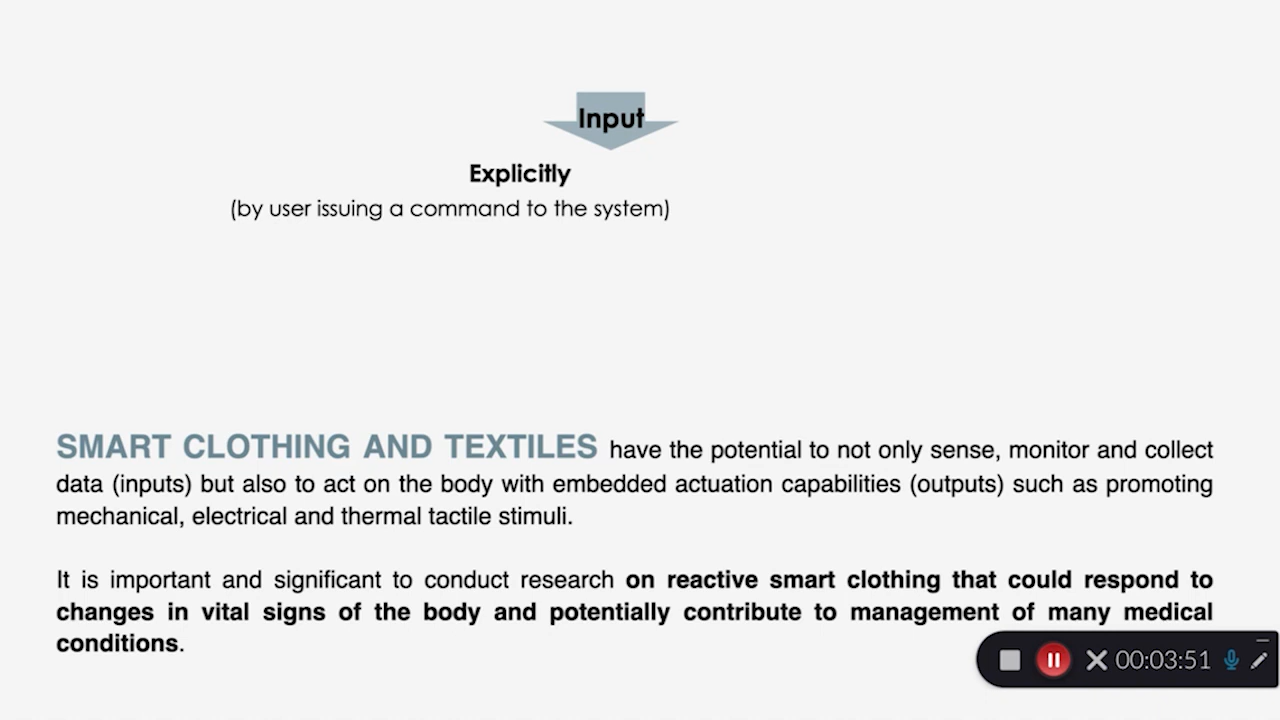 Input
Explicitly
(by user issuing a command to the system)
SMART CLOTHING AND TEXTILES have the potential to not only sense, monitor and collect
data (inputs) but also to act on the body with embedded actuation capabilities (outputs) such as promoting
mechanical, electrical and thermal tactile stimuli.
It is important and significant to conduct research on reactive smart clothing that could respond to
changes in vital signs of the body and potentially contribute to management of many medical
conditions.
00:03:51